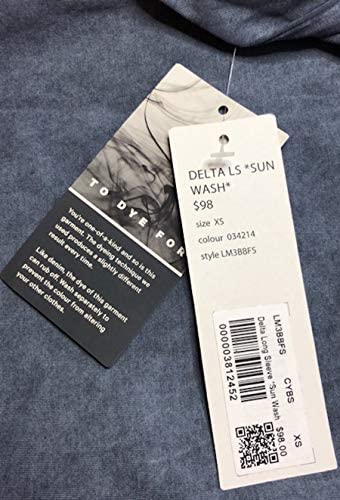 TO DYE FOR
You're one-of-a-kind and so is this
garment. The dyeing technique we
used produces a slightly different
result every time.
Like denim, the dye of this garment
can rub off. Wash separately to
prevent the colour from altering
your other clothes.
DELTA LS *SUN
WASH*
$98
size XS
colour 034214
style LM3BBFS
LM3BBFS CYBS XS
Delta Long Sleeve *Sun Wash $98.00
000003812452